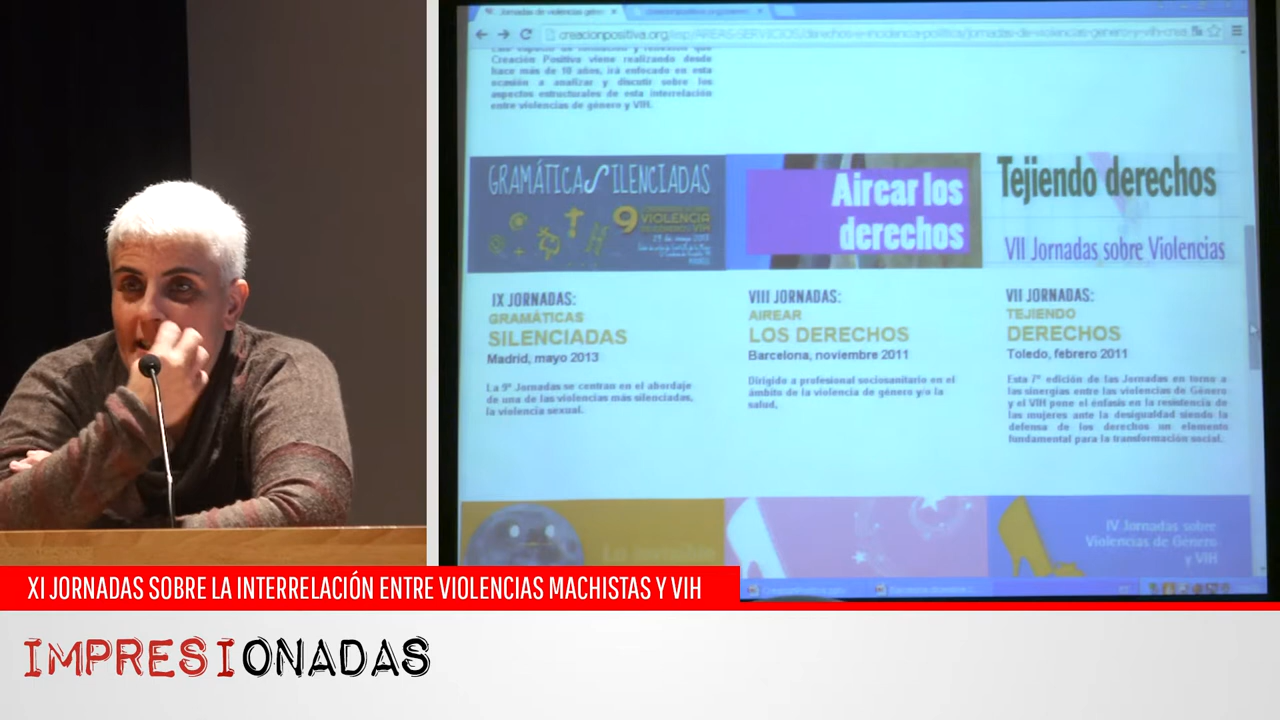 Jornadas de violencias géner
creacionpositiva.org
Creación Positiva viene realizando desde
hace más de 10 años, irá enfocado en esta
ocasión a analizar y discutir sobre los
aspectos estructurales de esta interrelación
entre violencias de género y VIH.
GRAMÁTICAS SILENCIADAS
9
VIOLENCIA
Airear los
derechos
Tejiendo derechos
VII Jornadas sobre Violencias
IX JORNADAS:
GRAMÁTICAS
SILENCIADAS
Madrid, mayo 2013
La 9ª Jornadas se centran en el abordaje
de una de las violencias más silenciadas,
la violencia sexual.
VIII JORNADAS:
AIREAR
LOS DERECHOS
Barcelona, noviembre 2011
Dirigido a profesional sociosanitario en el
ámbito de la violencia de género y/o la
salud,
VII JORNADAS:
TEJIENDO
DERECHOS
Toledo, febrero 2011
Esta 7ª edición de las Jornadas en torno a
las sinergias entre las violencias de Género
y el VIH pone el énfasis en la resistencia de
las mujeres ante la desigualdad siendo la
defensa de los derechos un elemento
fundamental para la transformación social.
IV Jornadas sobre
Violencias de Género
y VIH
XI JORNADAS SOBRE LA INTERRELACIÓN ENTRE VIOLENCIAS MACHISTAS Y VIH
IMPRESIONADAS